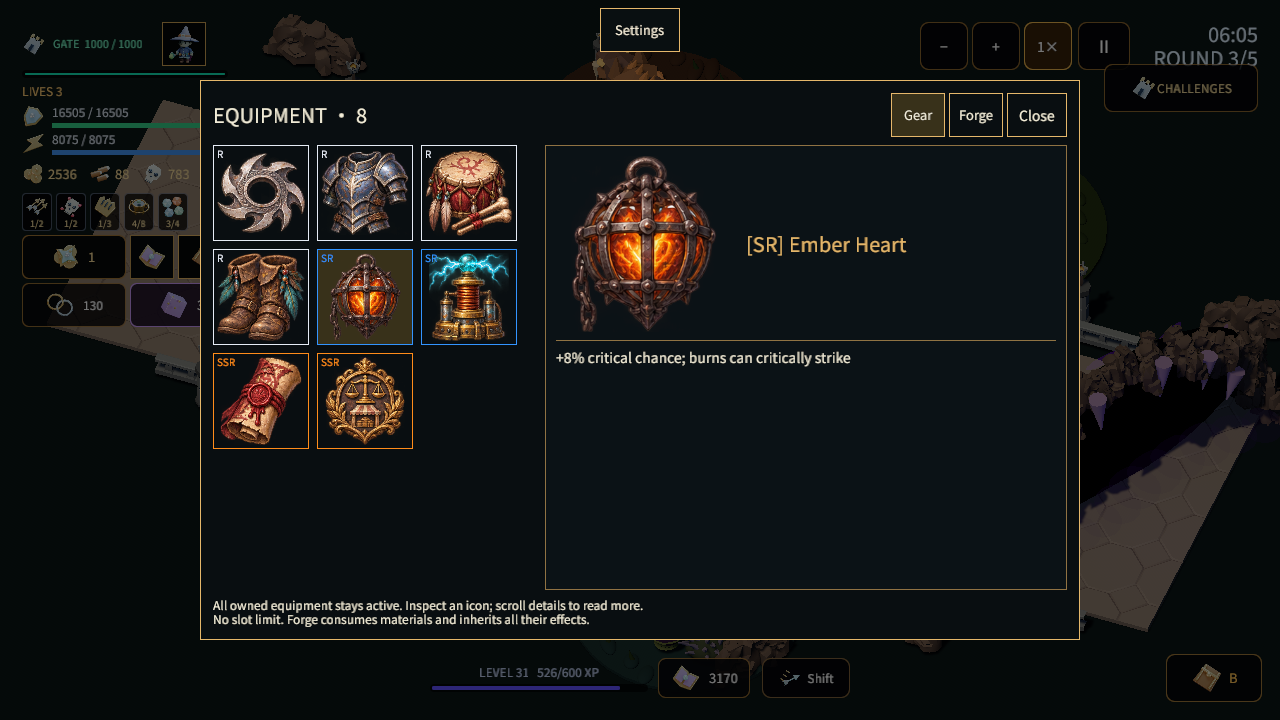 Settings
GATE 1000 / 1000
− + 1× II
06:05
ROUND 3/5
CHALLENGES
LIVES 3
16505 / 16505
8075 / 8075
2536 88 783
1/2 1/2 1/3 4/8 3/4
1
130
EQUIPMENT • 8
Gear Forge Close
R R R
R SR SR
SSR SSR
[SR] Ember Heart
+8% critical chance; burns can critically strike
All owned equipment stays active. Inspect an icon; scroll details to read more.
No slot limit. Forge consumes materials and inherits all their effects.
LEVEL 31 526/600 XP
3170
Shift
B